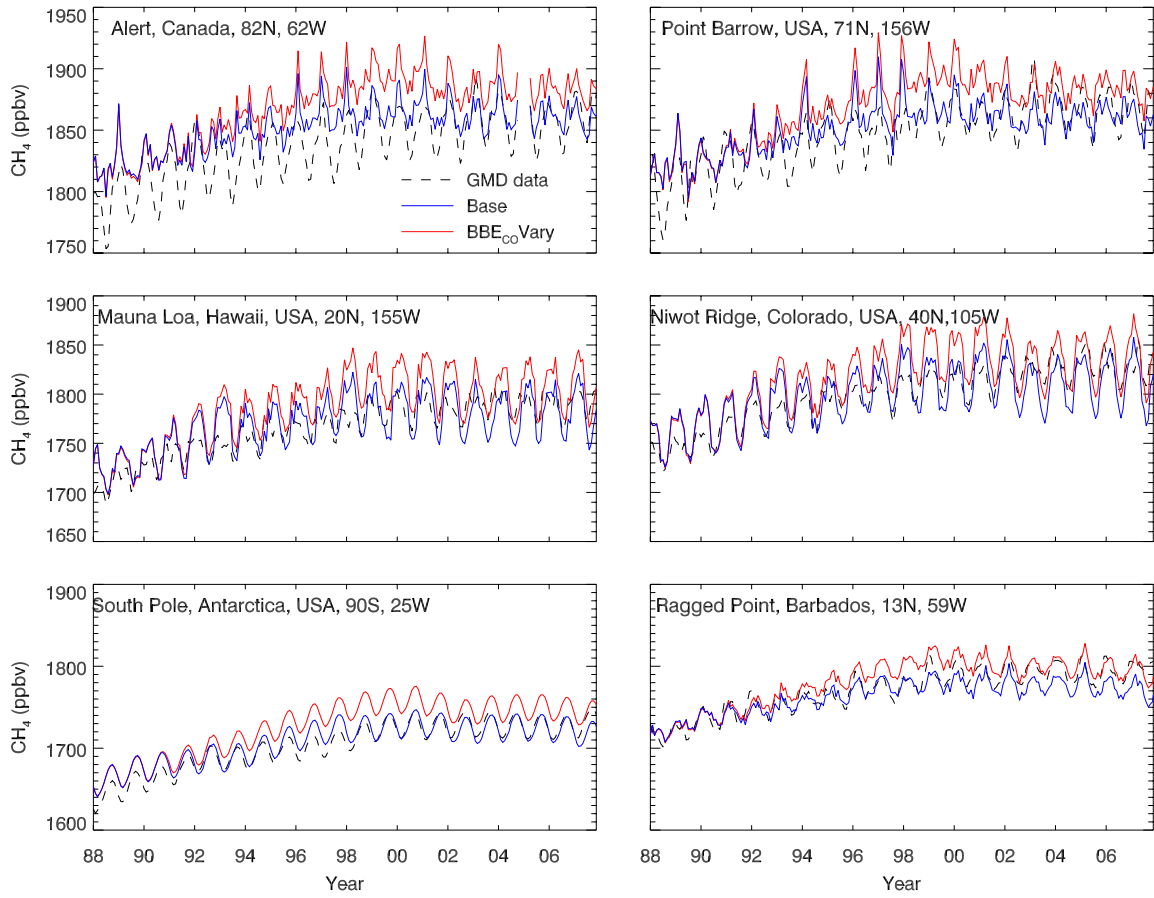 Alert, Canada, 82N, 62W
CH4 (ppbv)
1950
1900
1850
1800
1750
GMD data
Base
BBECOVary
Point Barrow, USA, 71N, 156W
Mauna Loa, Hawaii, USA, 20N, 155W
CH4 (ppbv)
1900
1850
1800
1750
1700
1650
Niwot Ridge, Colorado, USA, 40N,105W
South Pole, Antarctica, USA, 90S, 25W
CH4 (ppbv)
1900
1800
1700
1600
88 90 92 94 96 98 00 02 04 06
Year
Ragged Point, Barbados, 13N, 59W
88 90 92 94 96 98 00 02 04 06
Year